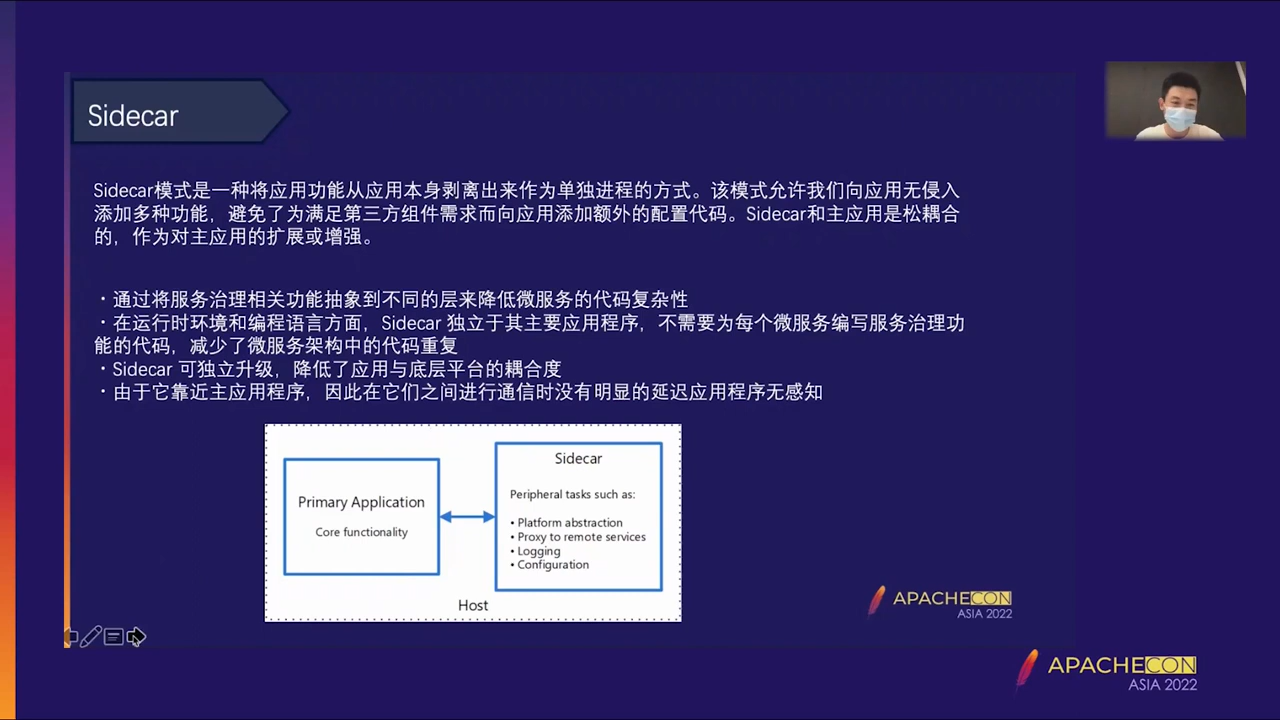 Sidecar
Sidecar模式是一种将应用功能从应用本身剥离出来作为单独进程的方式。该模式允许我们向应用无侵入
添加多种功能，避免了为满足第三方组件需求而向应用添加额外的配置代码。Sidecar和主应用是松耦合
的，作为对主应用的扩展或增强。
・通过将服务治理相关功能抽象到不同的层来降低微服务的代码复杂性
・在运行时环境和编程语言方面，Sidecar 独立于其主要应用程序，不需要为每个微服务编写服务治理功
能的代码，减少了微服务架构中的代码重复
・Sidecar 可独立升级，降低了应用与底层平台的耦合度
・由于它靠近主应用程序，因此在它们之间进行通信时没有明显的延迟应用程序无感知
Primary Application
Core functionality
Sidecar
Peripheral tasks such as:
• Platform abstraction
• Proxy to remote services
• Logging
• Configuration
Host
APACHECON
ASIA 2022
APACHECON
ASIA 2022